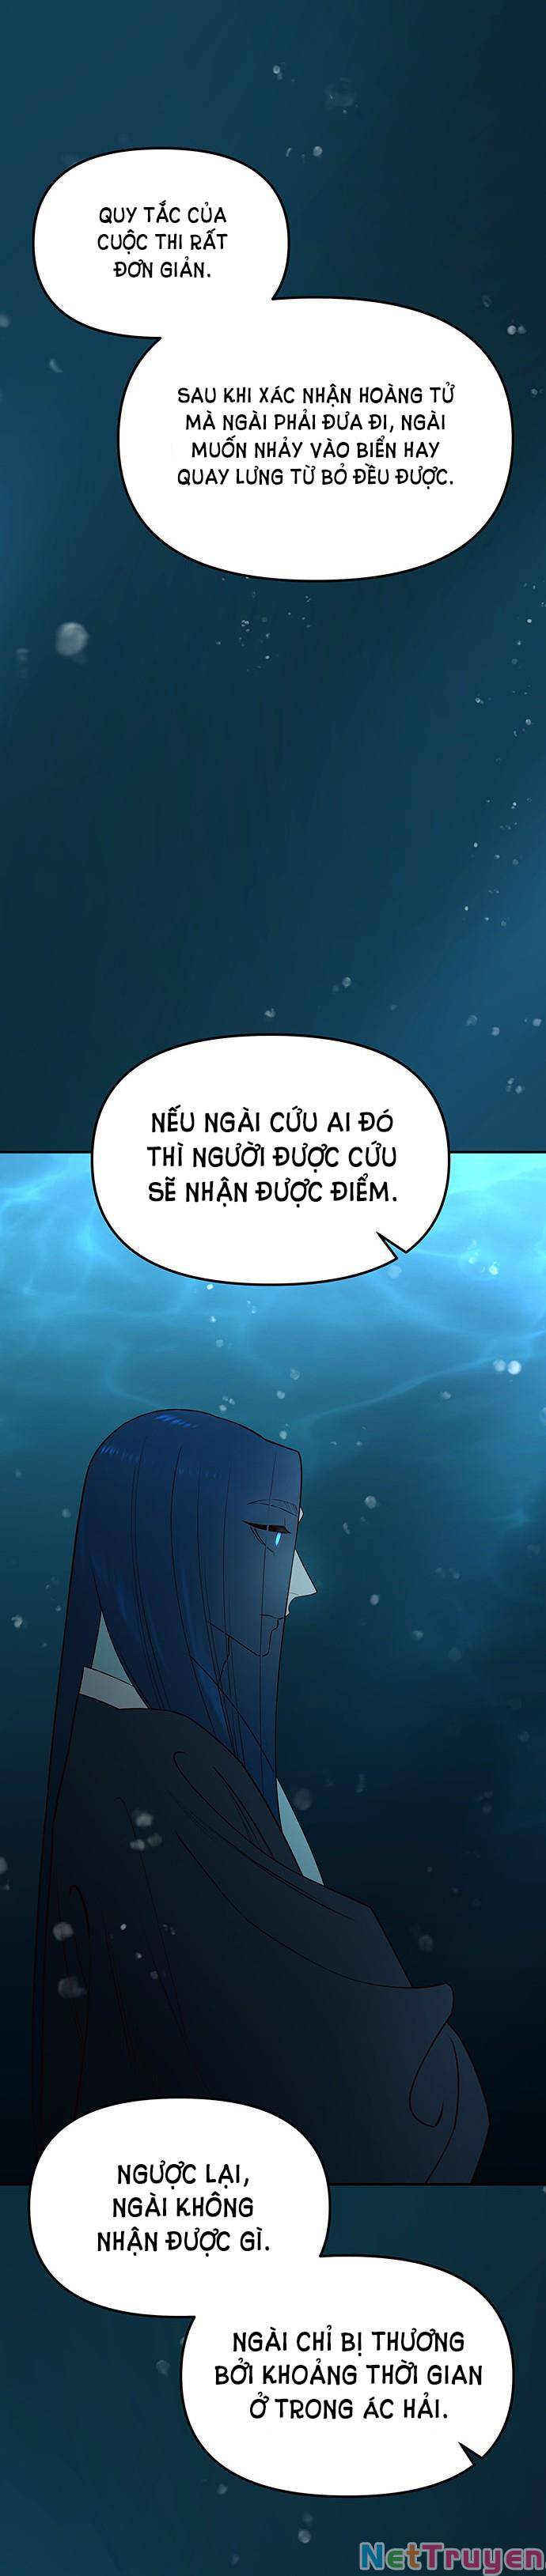 QUY TẮC CỦA
CUỘC THI RẤT
ĐƠN GIẢN.
SAU KHI XÁC NHẬN HOÀNG TỬ
MÀ NGÀI PHẢI ĐƯA ĐI, NGÀI
MUỐN NHẢY VÀO BIỂN HAY
QUAY LƯNG TỪ BỎ ĐỀU ĐƯỢC.
NẾU NGÀI CỨU AI ĐÓ
THÌ NGƯỜI ĐƯỢC CỨU
SẼ NHẬN ĐƯỢC ĐIỂM.
NGƯỢC LẠI,
NGÀI KHÔNG
NHẬN ĐƯỢC GÌ.
NGÀI CHỈ BỊ THƯƠNG
BỞI KHOẢNG THỜI GIAN
Ở TRONG ÁC HẢI.
NetTruyen